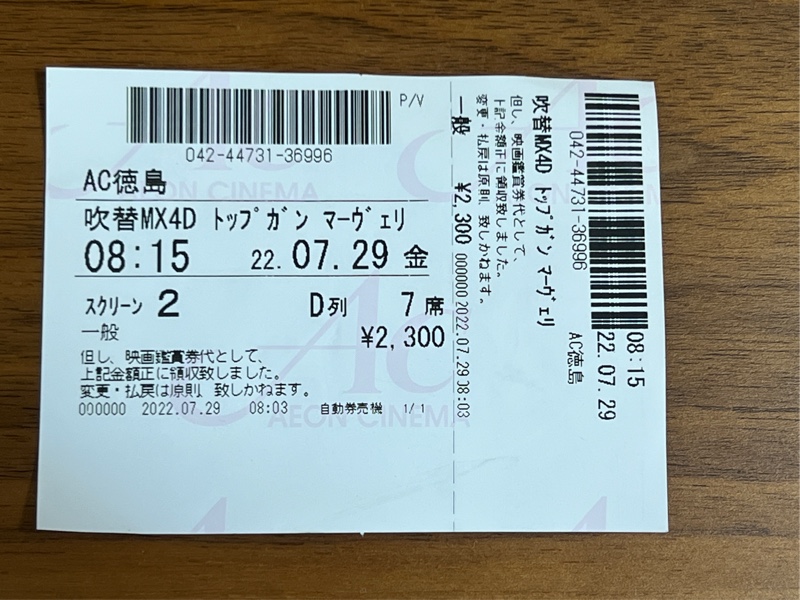 P/V
042-44731-36996
AC徳島
吹替MX4D トップガン マーヴェリ
08:15 22.07.29 金
スクリーン 2 D列 7席
一般 ¥2,300
但し、映画鑑賞券代として、
上記金額正に領収致しました。
変更・払戻は原則、致しかねます。
000000 2022.07.29 08:03 自動券売機 1/1
AEON CINEMA
AEON CINEMA
08:15
22.07.29
042-44731-36996
AC徳島
吹替MX4D トップガン マーヴェリ
但し、映画鑑賞券代として、
上記金額正に領収致しました。
変更・払戻は原則、致しかねます。
一般 ¥2,300 000000 2022.07.29 08:03